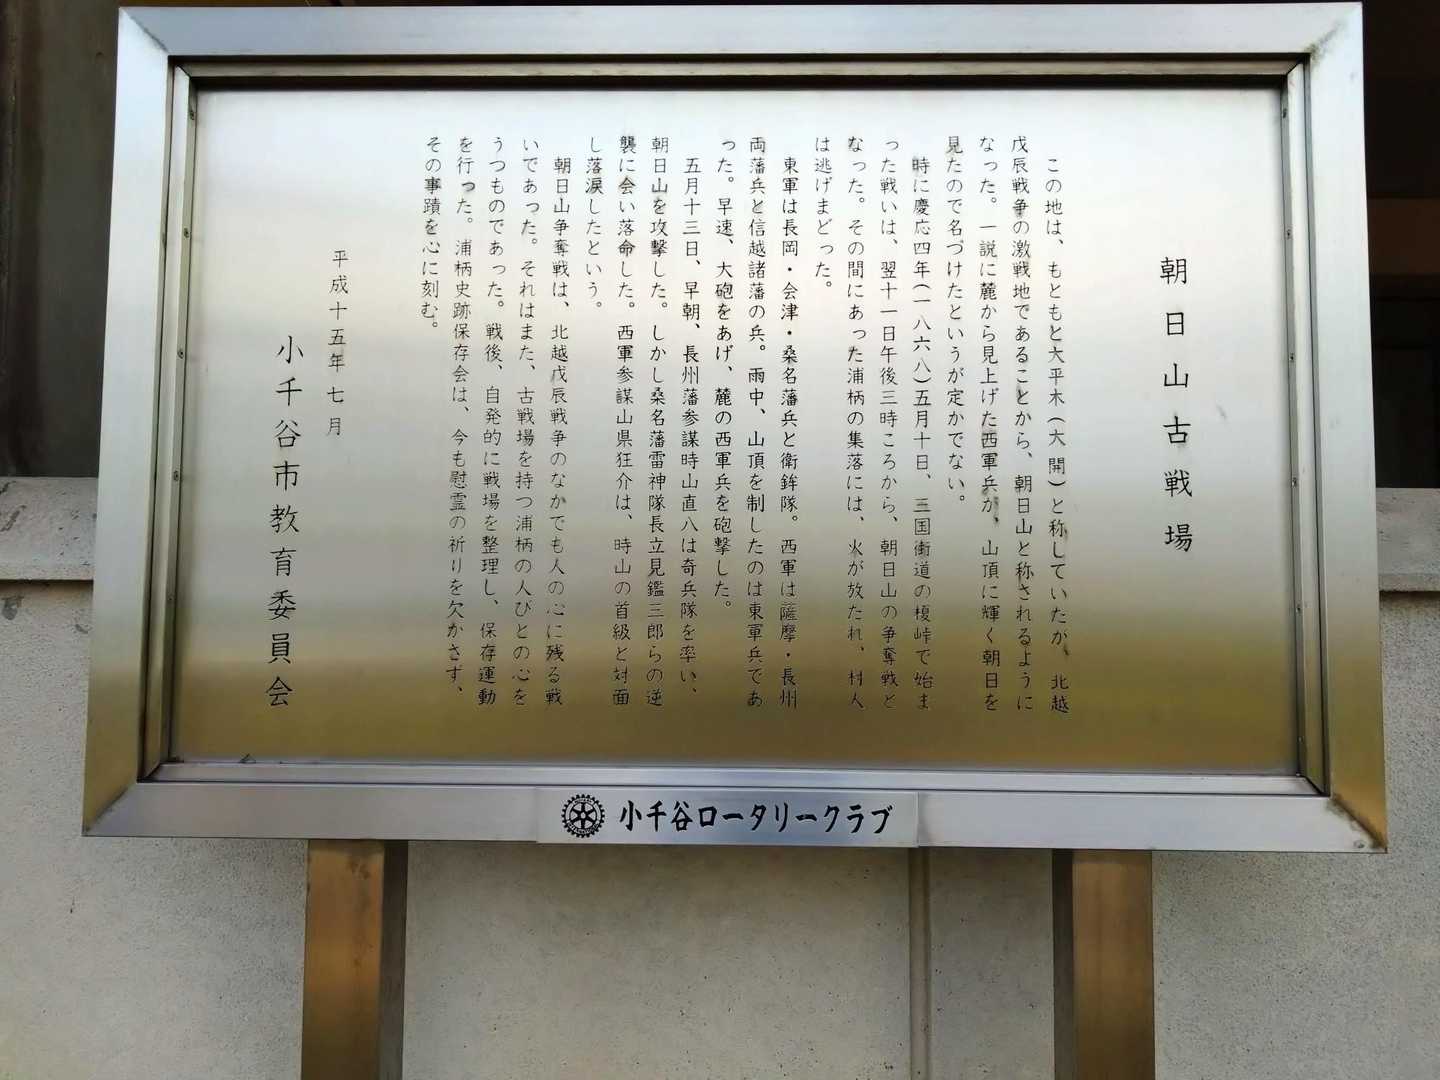 朝日山古戦場
この地は、もともと大平木（大開）と称していたが、北越
戊辰戦争の激戦地であることから、朝日山と称されるように
なった。一説に麓から見上げた西軍兵が、山頂に輝く朝日を
見たので名づけたというが定かでない。
時に慶応四年（一八六八）五月十日、三国街道の榎峠で始ま
った戦いは、翌十一日午後三時ころから、朝日山の争奪戦と
なった。その間にあった浦柄の集落には、火が放たれ、村人
は逃げまどった。
東軍は長岡・会津・桑名藩兵と衝鉾隊。西軍は薩摩・長州
両藩兵と信越諸藩の兵。雨中、山頂を制したのは東軍兵であ
った。早速、大砲をあげ、麓の西軍兵を砲撃した。
五月十三日、早朝、長州藩参謀時山直八は奇兵隊を率い、
朝日山を攻撃した。しかし桑名藩雷神隊長立見鑑三郎らの逆
襲に会い落命した。西軍参謀山県狂介は、時山の首級と対面
し落涙したという。
朝日山争奪戦は、北越戊辰戦争のなかでも人の心に残る戦
いであった。それはまた、古戦場を持つ浦柄の人びとの心を
うつものであった。戦後、自発的に戦場を整理し、保存運動
を行った。浦柄史跡保存会は、今も慰霊の祈りを欠かさず、
その事蹟を心に刻む。
平成十五年七月
小千谷市教育委員会
小千谷ロータリークラブ